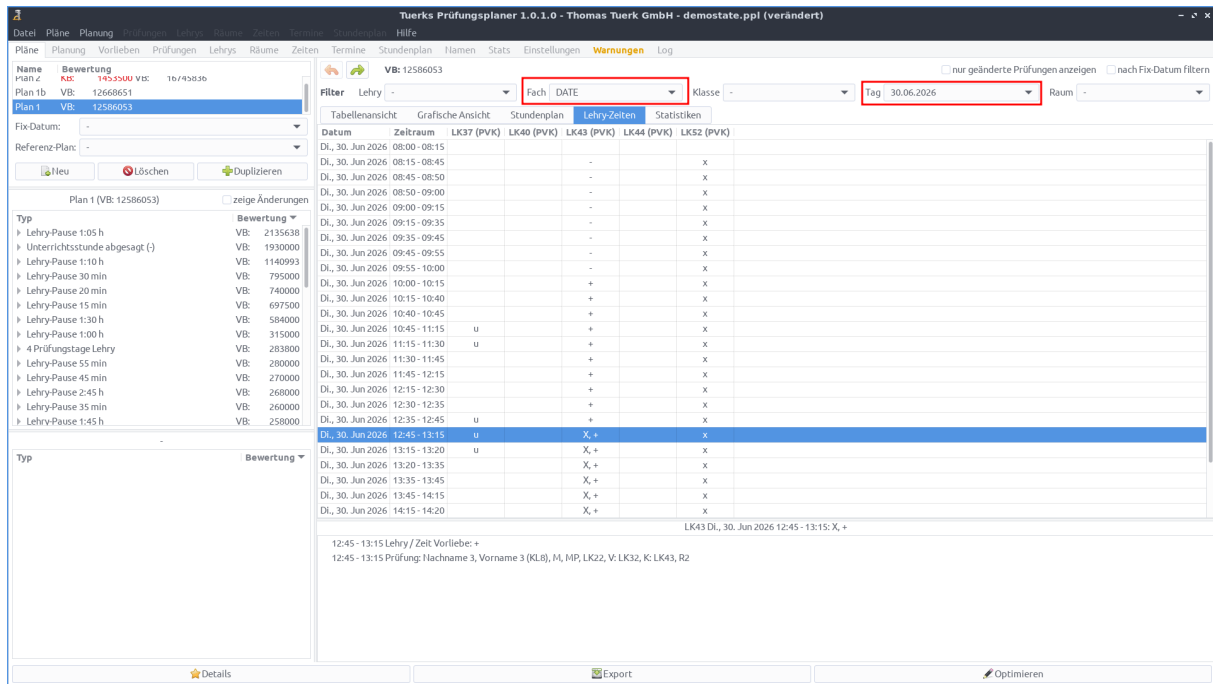 Tuerks Prüfungsplaner 1.0.1.0 - Thomas Tuerk GmbH - demostate.ppl (verändert)
Datei Pläne Planung Prüfungen Lehrys Räume Zeiten Termine Stundenplan Hilfe
Pläne Planung Vorlieben Prüfungen Lehrys Räume Zeiten Termine Stundenplan Namen Stats Einstellungen Warnungen Log
Name Bewertung
Plan 2 KB: 1453500 VB: 16745836
Plan 1b VB: 12668651
Plan 1 VB: 12586053
Fix-Datum: -
Referenz-Plan: -
Neu Löschen Duplizieren
Plan 1 (VB: 12586053) zeige Änderungen
Typ Bewertung
Lehry-Pause 1:05 h VB: 2135638
Unterrichtsstunde abgesagt (-) VB: 1930000
Lehry-Pause 1:10 h VB: 1140993
Lehry-Pause 30 min VB: 795000
Lehry-Pause 20 min VB: 740000
Lehry-Pause 15 min VB: 697500
Lehry-Pause 1:30 h VB: 584000
Lehry-Pause 1:00 h VB: 315000
4 Prüfungstage Lehry VB: 283800
Lehry-Pause 55 min VB: 280000
Lehry-Pause 45 min VB: 270000
Lehry-Pause 2:45 h VB: 268000
Lehry-Pause 35 min VB: 260000
Lehry-Pause 1:45 h VB: 258000
-
Typ Bewertung
VB: 12586053 nur geänderte Prüfungen anzeigen nach Fix-Datum filtern
Filter Lehry - Fach DATE Klasse - Tag 30.06.2026 Raum -
Tabellenansicht Grafische Ansicht Stundenplan Lehry-Zeiten Statistiken
Datum Zeitraum LK37 (PVK) LK40 (PVK) LK43 (PVK) LK44 (PVK) LK52 (PVK)
Di., 30. Jun 2026 08:00 - 08:15
Di., 30. Jun 2026 08:15 - 08:45 - x
Di., 30. Jun 2026 08:45 - 08:50 - x
Di., 30. Jun 2026 08:50 - 09:00 - x
Di., 30. Jun 2026 09:00 - 09:15 - x
Di., 30. Jun 2026 09:15 - 09:35 - x
Di., 30. Jun 2026 09:35 - 09:45 - x
Di., 30. Jun 2026 09:45 - 09:55 - x
Di., 30. Jun 2026 09:55 - 10:00 - x
Di., 30. Jun 2026 10:00 - 10:15 + x
Di., 30. Jun 2026 10:15 - 10:40 + x
Di., 30. Jun 2026 10:40 - 10:45 + x
Di., 30. Jun 2026 10:45 - 11:15 u + x
Di., 30. Jun 2026 11:15 - 11:30 u + x
Di., 30. Jun 2026 11:30 - 11:45 + x
Di., 30. Jun 2026 11:45 - 12:15 + x
Di., 30. Jun 2026 12:15 - 12:30 + x
Di., 30. Jun 2026 12:30 - 12:35 + x
Di., 30. Jun 2026 12:35 - 12:45 u + x
Di., 30. Jun 2026 12:45 - 13:15 u X, + x
Di., 30. Jun 2026 13:15 - 13:20 u X, + x
Di., 30. Jun 2026 13:20 - 13:35 X, + x
Di., 30. Jun 2026 13:35 - 13:45 X, + x
Di., 30. Jun 2026 13:45 - 14:15 X, + x
Di., 30. Jun 2026 14:15 - 14:20 X, + x
LK43 Di., 30. Jun 2026 12:45 - 13:15: X, +
12:45 - 13:15 Lehry / Zeit Vorliebe: +
12:45 - 13:15 Prüfung: Nachname 3, Vorname 3 (KL8), M, MP, LK22, V: LK32, K: LK43, R2
Details Export Optimieren